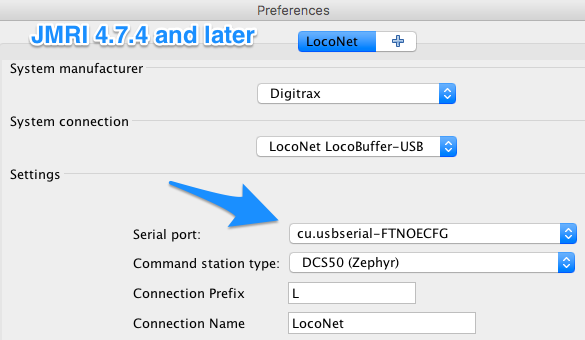 Preferences
JMRI 4.7.4 and later
LocoNet
System manufacturer
Digitrax
System connection
LocoNet LocoBuffer-USB
Settings
Serial port: cu.usbserial-FTNOECFG
Command station type: DCS50 (Zephyr)
Connection Prefix L
Connection Name LocoNet